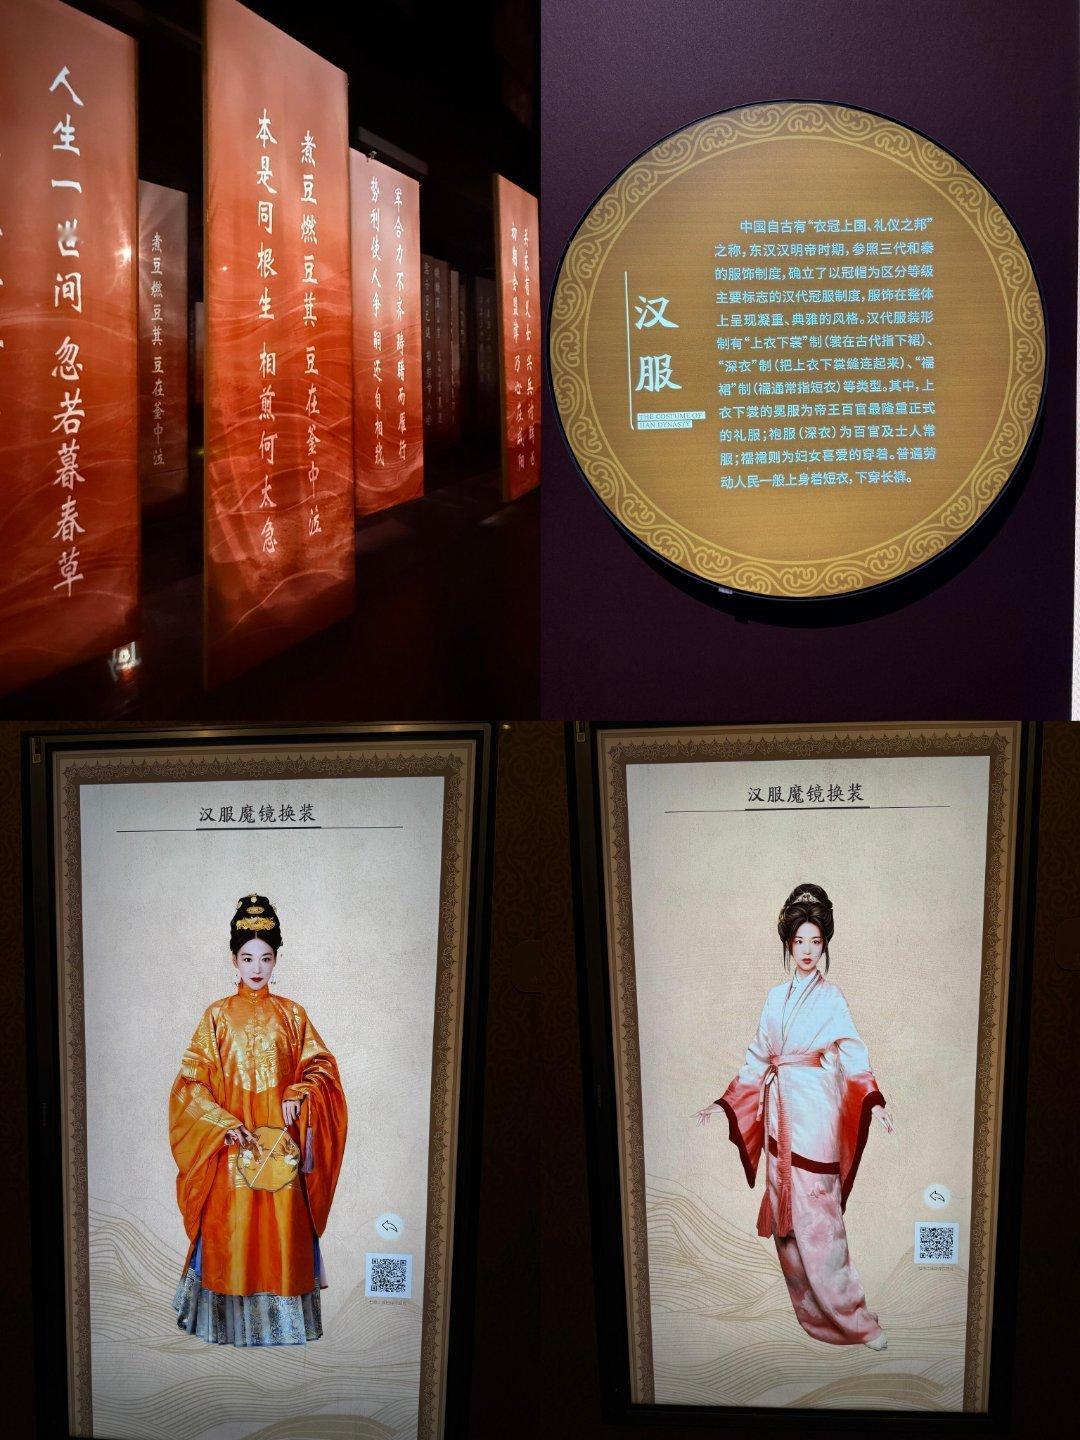 人生一世间 忽若暮春草
煮豆燃豆萁 豆在釜中泣
煮豆燃豆萁 豆在釜中泣
本是同根生 相煎何太急
军合力不齐 踌躇而雁行
势利使人争 嗣还自相戕
初期会盟津 乃心在咸阳
汉服
THE COSTUME OF
HAN DYNASTY
中国自古有“衣冠上国、礼仪之邦”
之称，东汉汉明帝时期，参照三代和秦
的服饰制度，确立了以冠帽为区分等级
主要标志的汉代冠服制度，服饰在整体
上呈现凝重、典雅的风格。汉代服装形
制有“上衣下裳”制（裳在古代指下裙）、
“深衣”制（把上衣下裳缝连起来）、“襦
裙”制（襦通常指短衣）等类型。其中，上
衣下裳的冕服为帝王百官最隆重正式
的礼服；袍服（深衣）为百官及士人常
服；襦裙则为妇女喜爱的穿着。普通劳
动人民一般上身着短衣，下穿长裤。
汉服魔镜换装
汉服魔镜换装